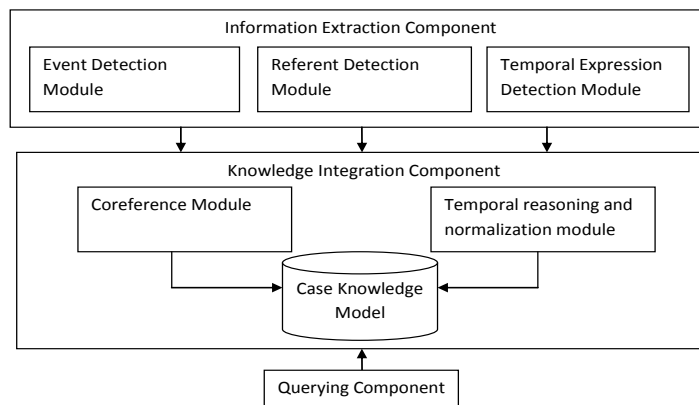 Information Extraction Component
Event Detection
Module
Referent Detection
Module
Temporal Expression
Detection Module
Knowledge Integration Component
Coreference Module
Temporal reasoning and
normalization module
Case Knowledge
Model
Querying Component